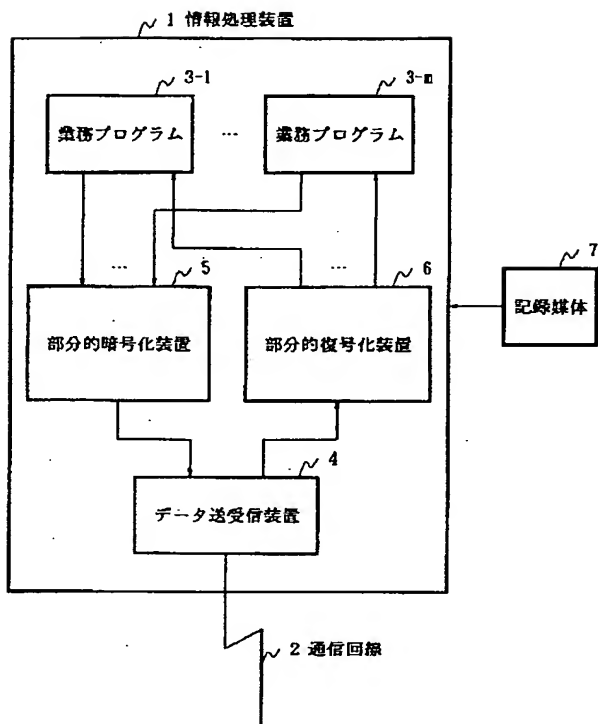 1 情報処理装置
3-1
3-m
業務プログラム
…
業務プログラム
…
5
…
6
7
部分的暗号化装置
部分的復号化装置
記録媒体
4
データ送受信装置
2 通信回線